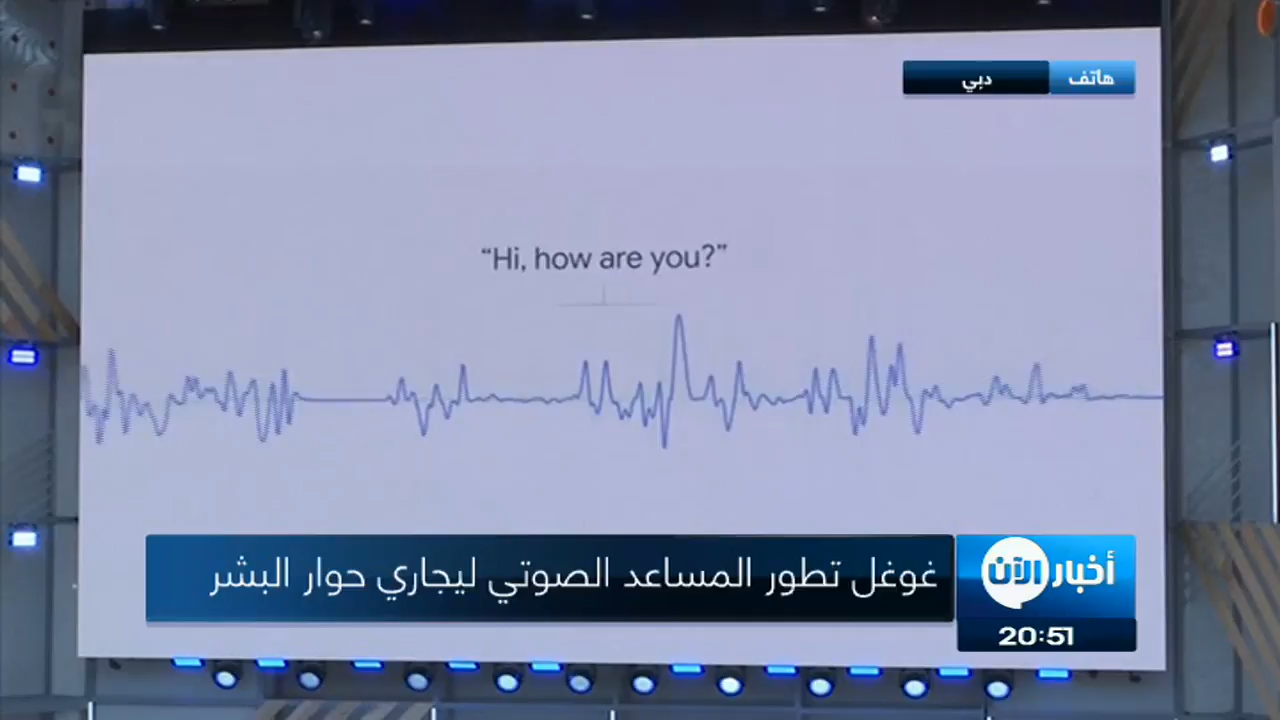 هاتف دبي
“Hi, how are you?”
غوغل تطور المساعد الصوتي ليجاري حوار البشر
أخبار الآن
20:51